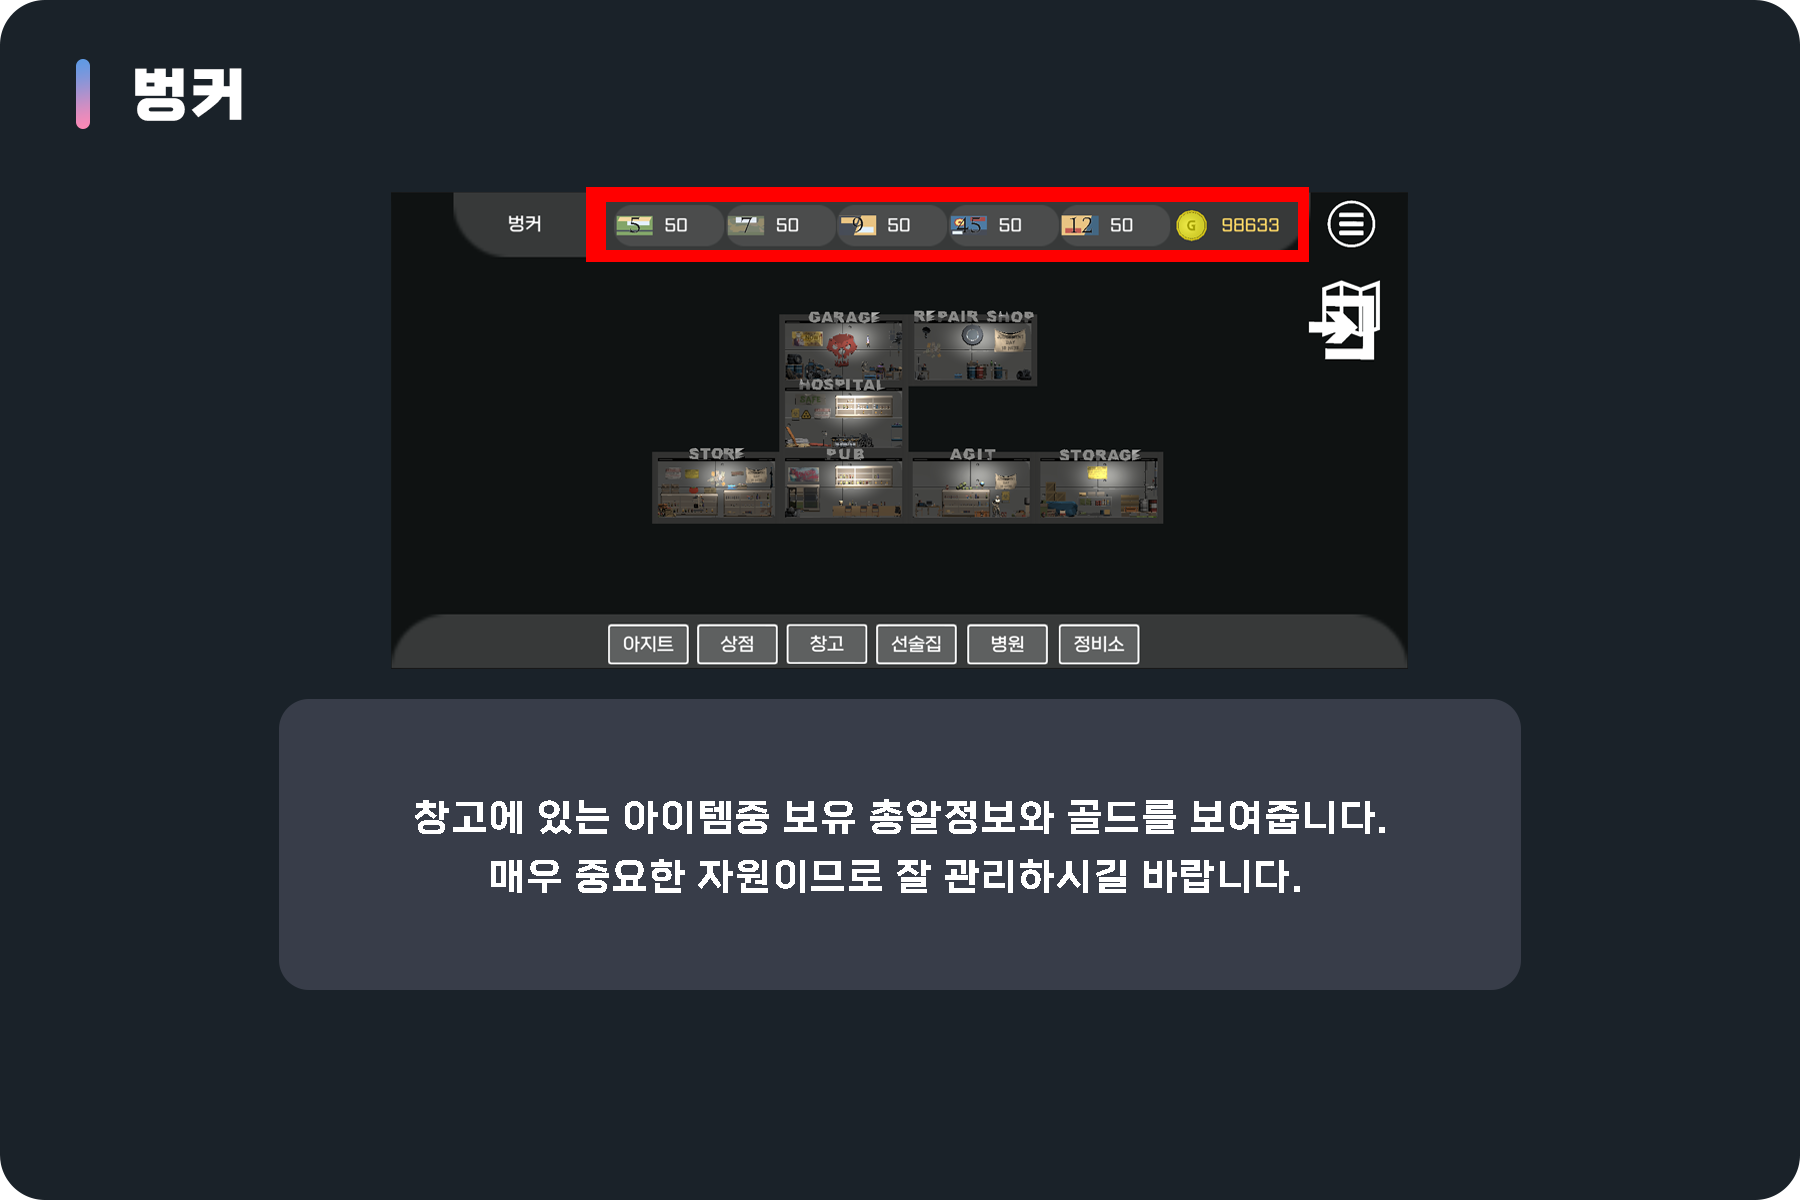 벙커
벙커 5 50 7 50 9 50 45 50 12 50 G 98633
GARAGE REPAIR SHOP
HOSPITAL
STORE PUB AGIT STORAGE
아지트 상점 창고 선술집 병원 정비소
창고에 있는 아이템중 보유 총알정보와 골드를 보여줍니다.
매우 중요한 자원이므로 잘 관리하시길 바랍니다.